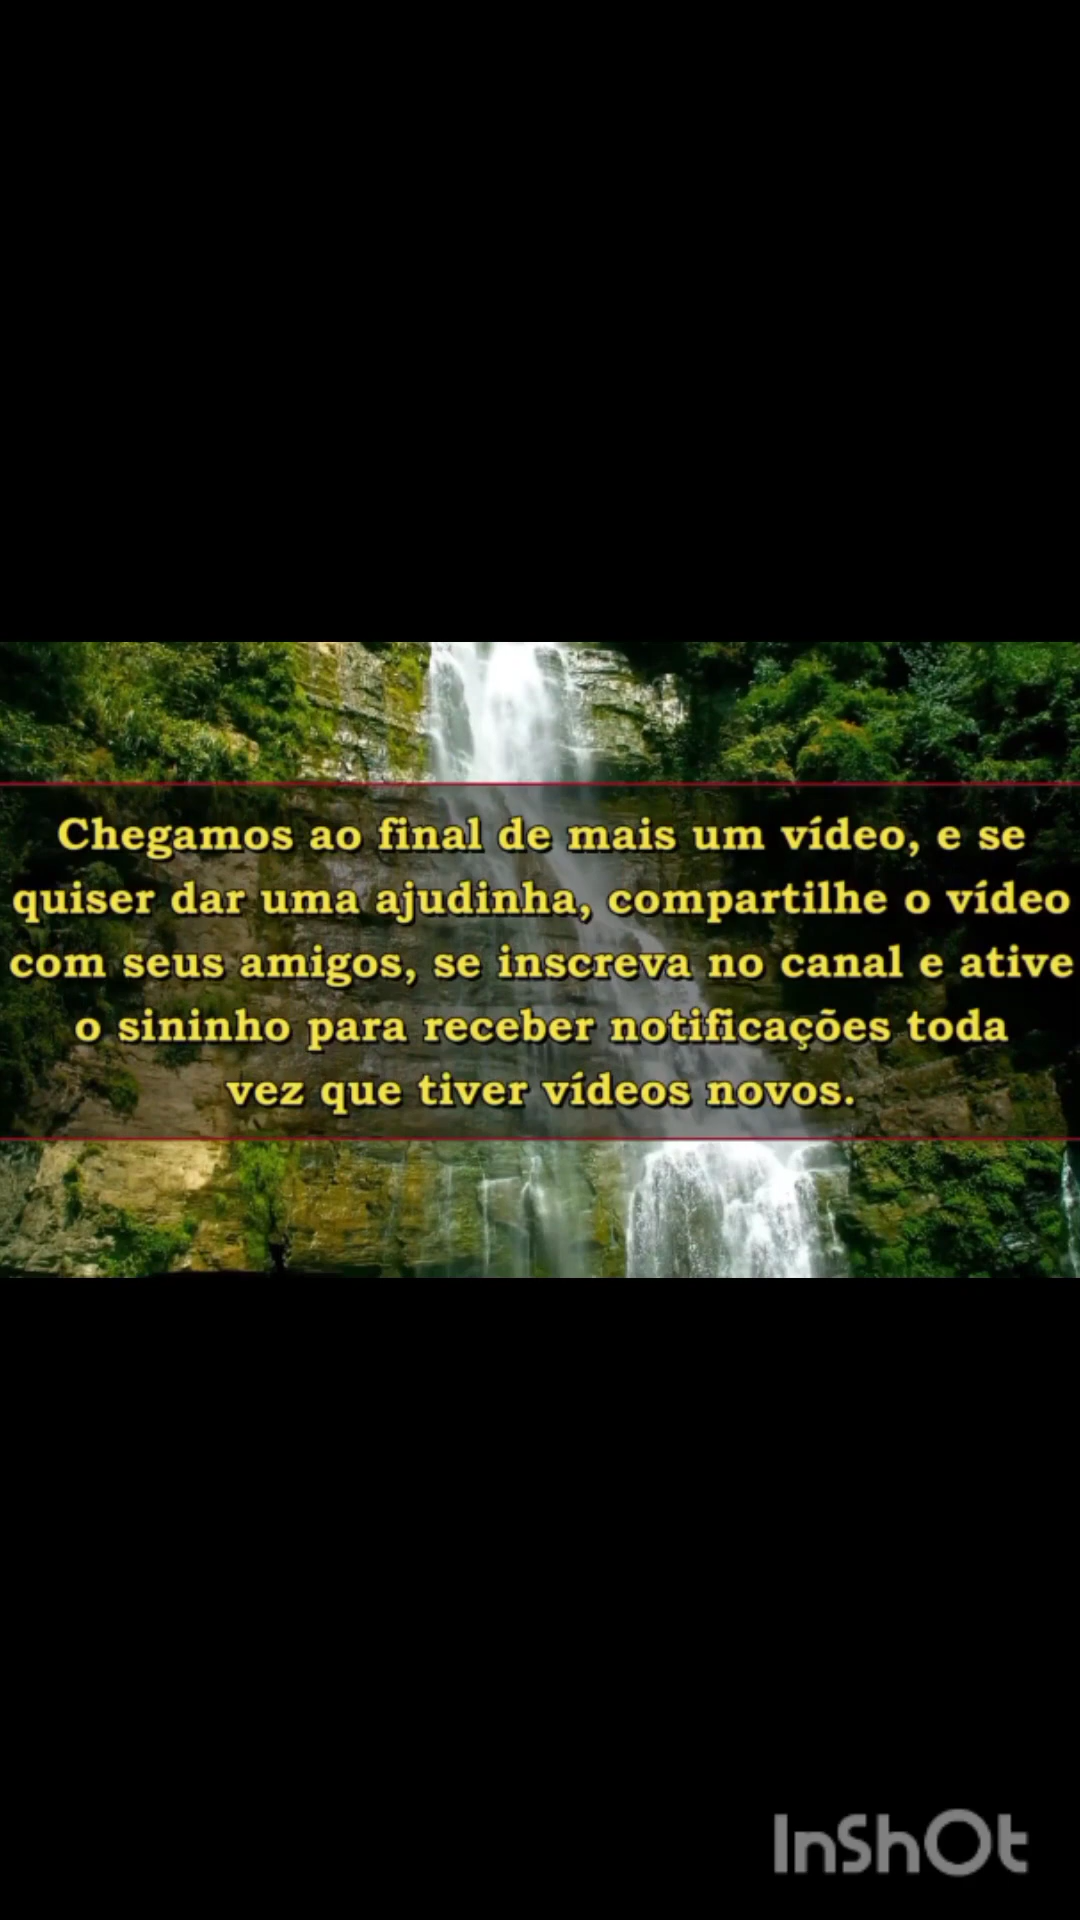 Chegamos ao final de mais um vídeo, e se
quiser dar uma ajudinha, compartilhe o vídeo
com seus amigos, se inscreva no canal e ative
o sininho para receber notificações toda
vez que tiver vídeos novos.
InShOt